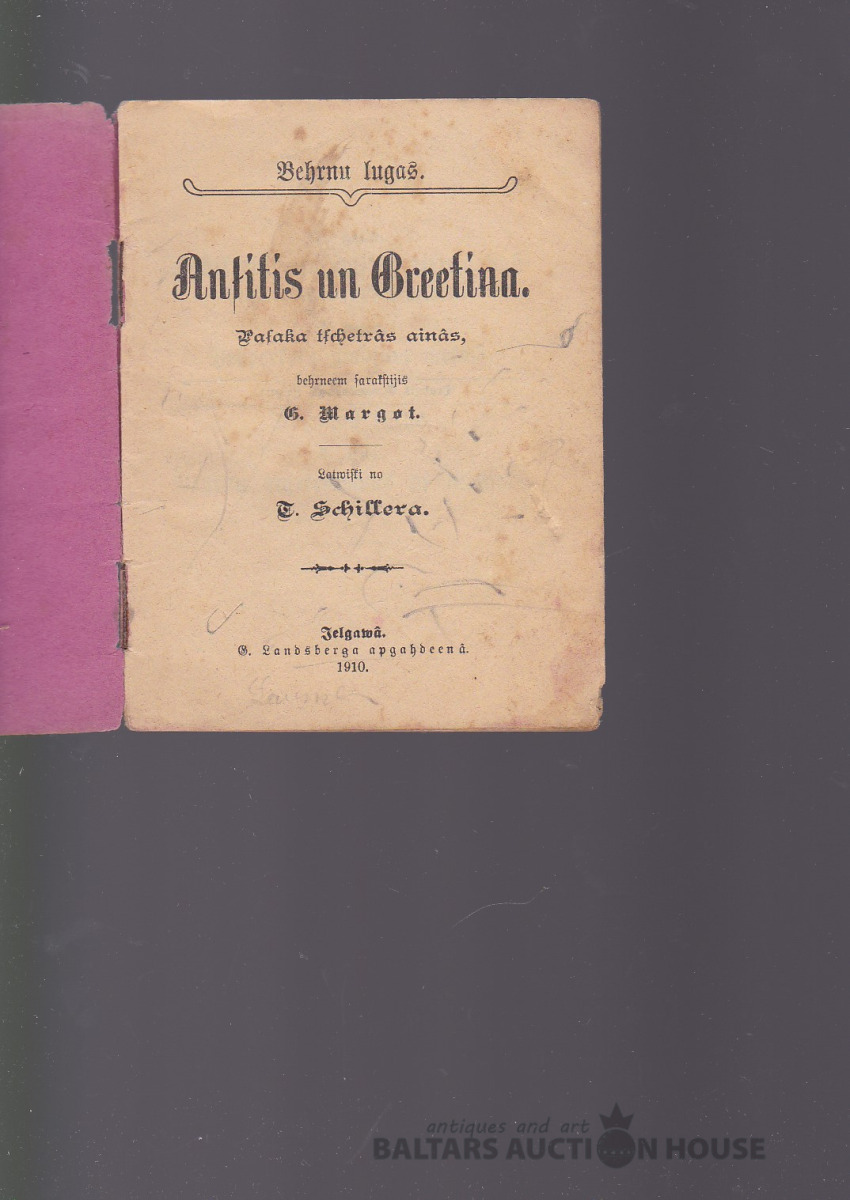 Behrnu lugas.
Anſitis un Greetina.
Paſaka tſchetrâs ainâs,
behrneem ſarakſtijis
G. Margot.
Latwiſki no
T. Schillera.
Jelgawâ.
G. Landsberga apgahdeenâ.
1910.
antiques and art
BALTARS AUCTION HOUSE